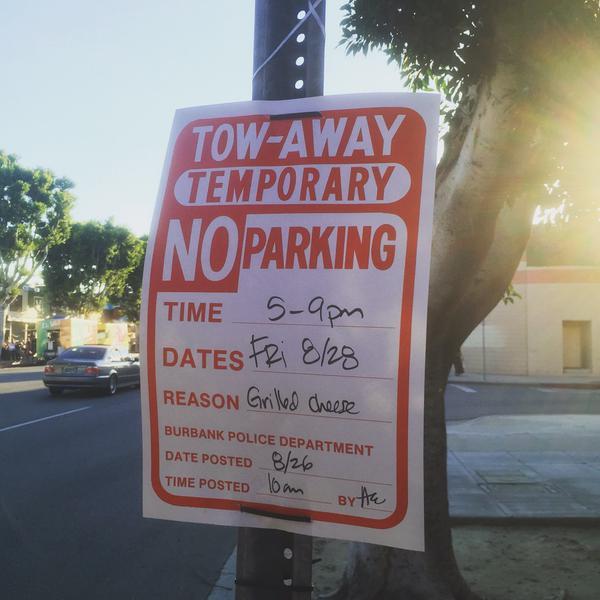 TOW-AWAY
TEMPORARY
NO PARKING
TIME 5-9pm
DATES Fri 8/28
REASON Grilled cheese
BURBANK POLICE DEPARTMENT
DATE POSTED 8/26
TIME POSTED 10am BY